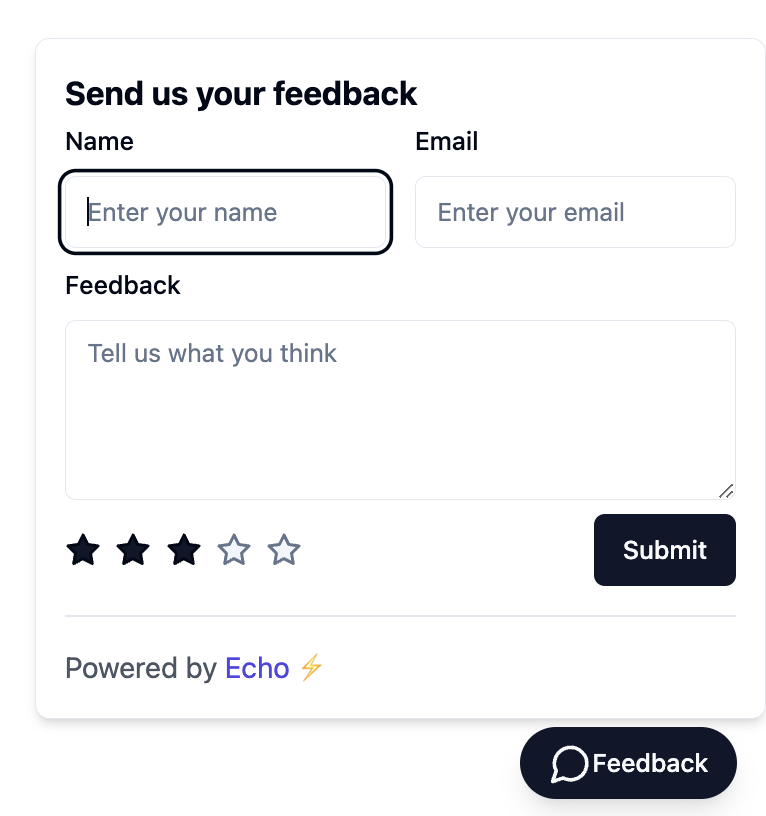 Send us your feedback
Name Email
Enter your name Enter your email
Feedback
Tell us what you think
Submit
Powered by Echo ⚡
Feedback